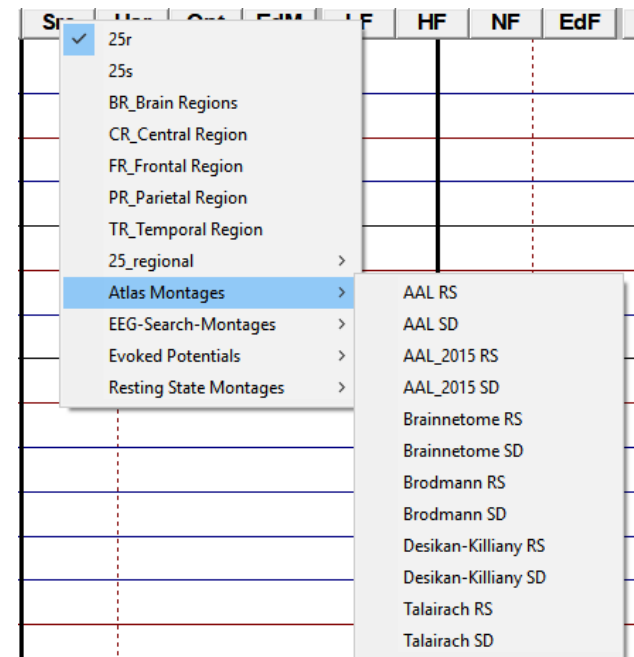 HF NF EdF
25r
25s
BR_Brain Regions
CR_Central Region
FR_Frontal Region
PR_Parietal Region
TR_Temporal Region
25_regional
Atlas Montages
EEG-Search-Montages
Evoked Potentials
Resting State Montages
AAL RS
AAL SD
AAL_2015 RS
AAL_2015 SD
Brainnetome RS
Brainnetome SD
Brodmann RS
Brodmann SD
Desikan-Killiany RS
Desikan-Killiany SD
Talairach RS
Talairach SD